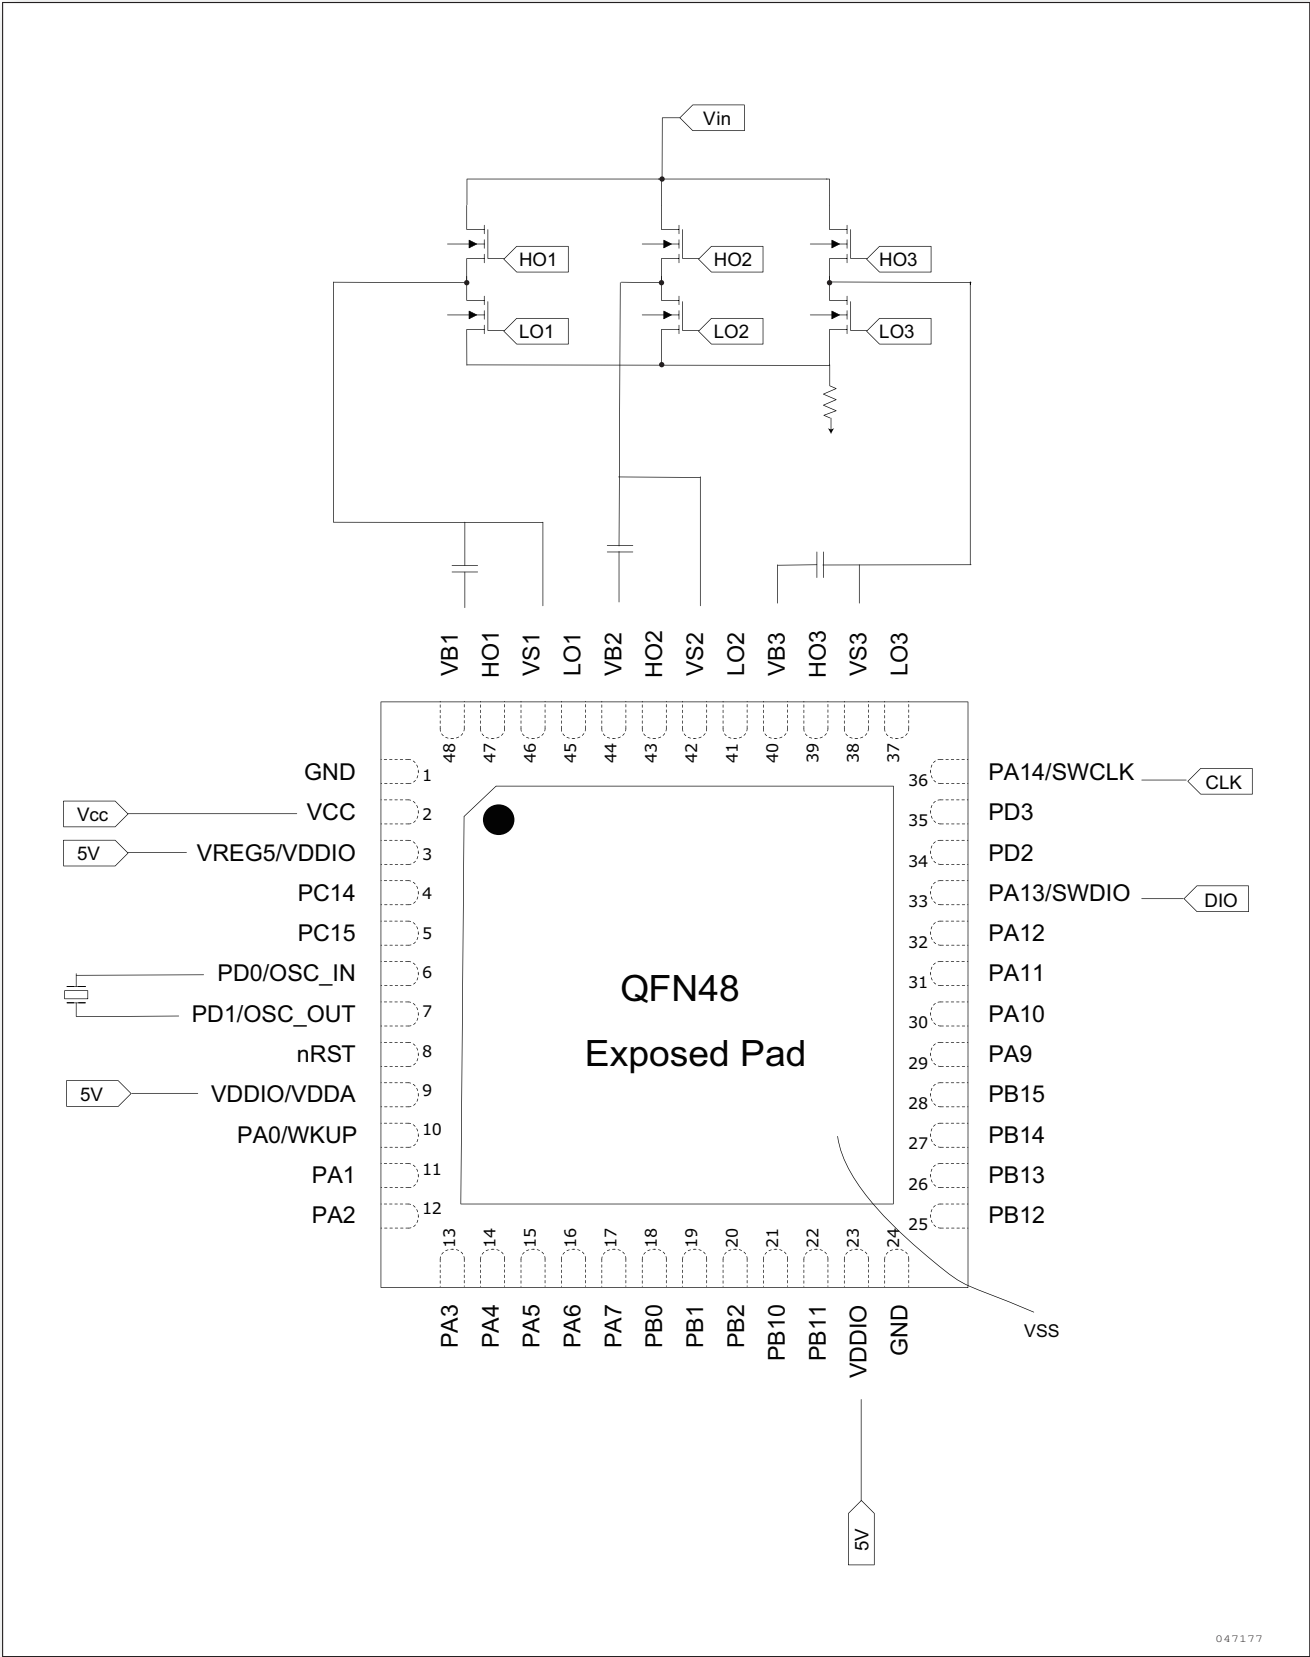 Vin
HO1
HO2
HO3
LO1
LO2
LO3
VB1
HO1
VS1
LO1
VB2
HO2
VS2
LO2
VB3
HO3
VS3
LO3
48
47
46
45
44
43
42
41
40
39
38
37
GND 1
Vcc VCC 2
5V VREG5/VDDIO 3
PC14 4
PC15 5
PD0/OSC_IN 6
PD1/OSC_OUT 7
nRST 8
5V VDDIO/VDDA 9
PA0/WKUP 10
PA1 11
PA2 12
36 PA14/SWCLK CLK
35 PD3
34 PD2
33 PA13/SWDIO DIO
32 PA12
31 PA11
30 PA10
29 PA9
28 PB15
27 PB14
26 PB13
25 PB12
QFN48
Exposed Pad
13
14
15
16
17
18
19
20
21
22
23
24
PA3
PA4
PA5
PA6
PA7
PB0
PB1
PB2
PB10
PB11
VDDIO
GND
VSS
5V
047177